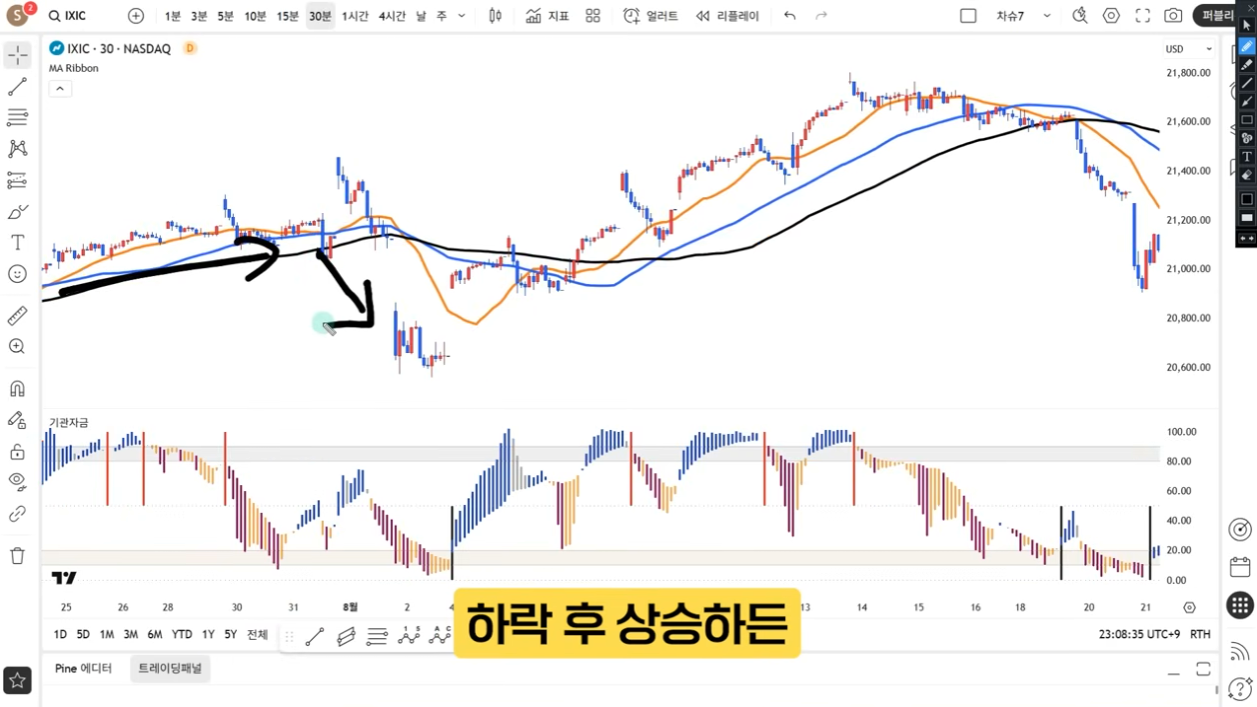 S 2 IXIC 1분 3분 5분 10분 15분 30분 1시간 4시간 날 주 지표 얼러트 리플레이 차슈7 퍼블리
IXIC · 30 · NASDAQ D
USD
MA Ribbon
21,800.00
21,600.00
21,400.00
21,200.00
21,000.00
20,800.00
20,600.00
기관자금
100.00
80.00
60.00
40.00
20.00
0.00
25 26 28 30 31 8월 2 4 13 14 16 18 20 21
하락 후 상승하든
1D 5D 1M 3M 6M YTD 1Y 5Y 전체
23:08:35 UTC+9 RTH
Pine 에디터 트레이딩패널